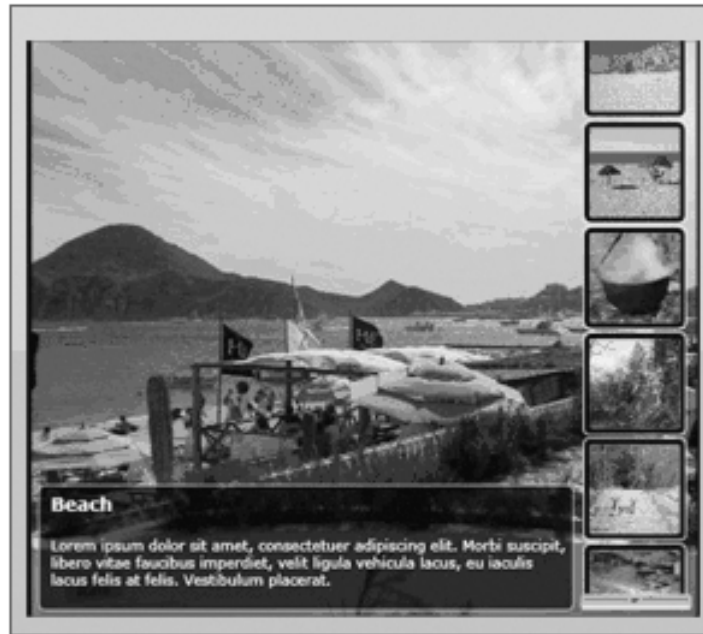 Beach
Lorem ipsum dolor sit amet, consectetuer adipiscing elit. Morbi suscipit,
libero vitae faucibus imperdiet, velit ligula vehicula lacus, eu iaculis
lacus felis at felis. Vestibulum placerat.